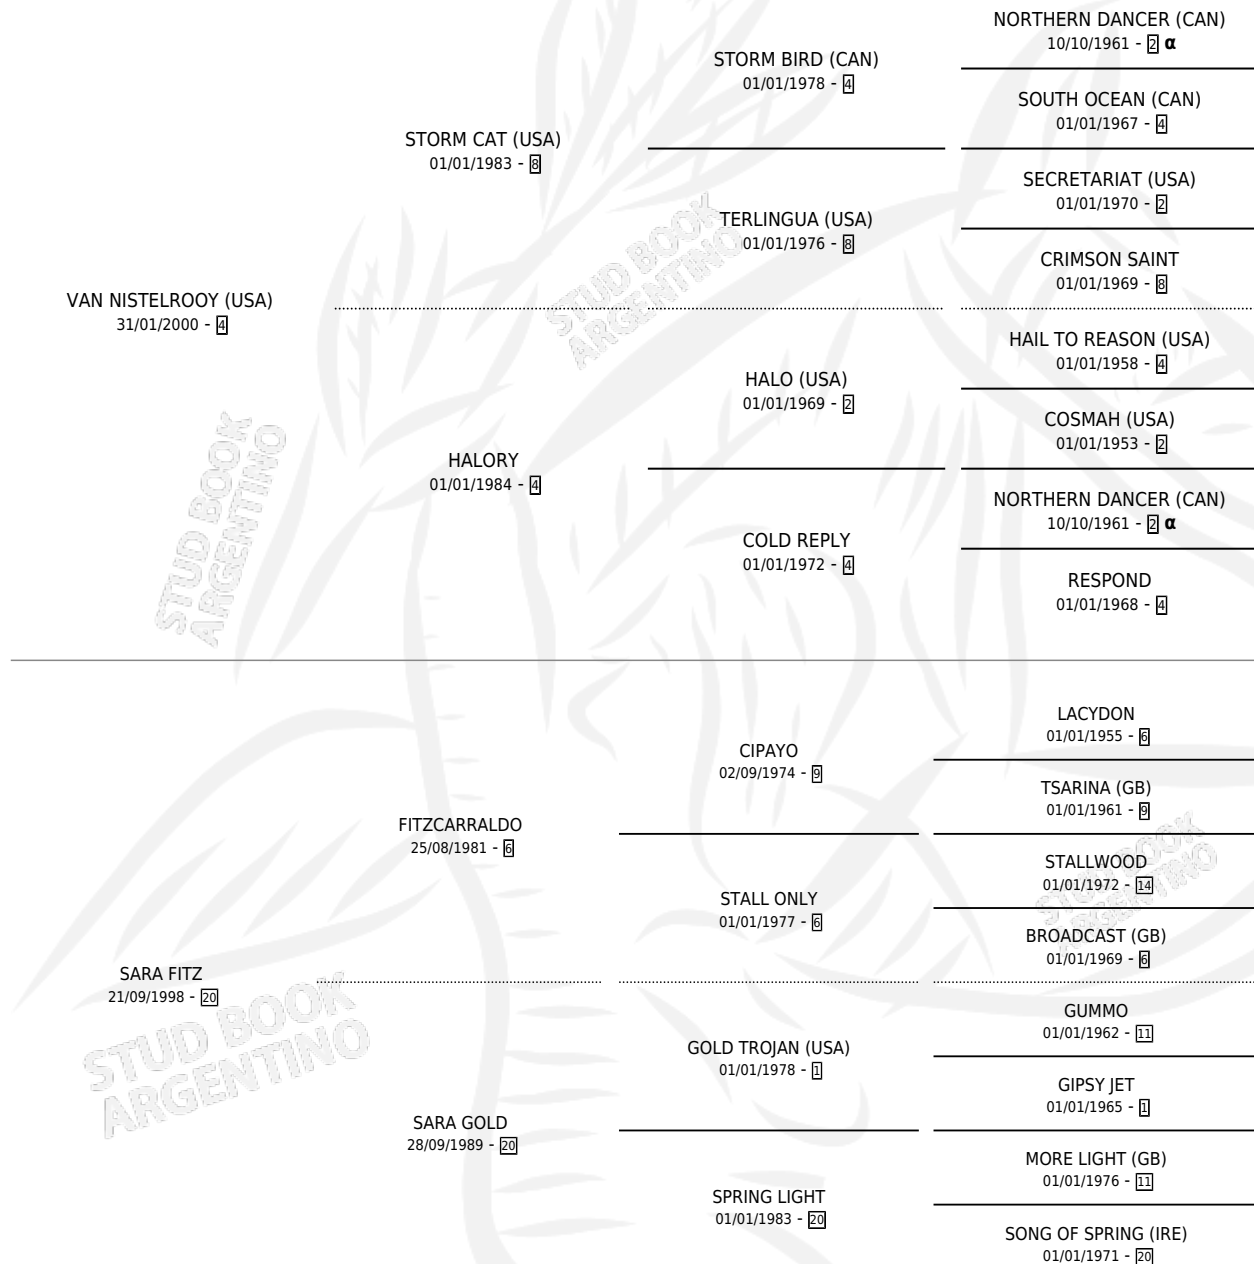 NORTHERN DANCER (CAN)
10/10/1961 - 2 α
STORM BIRD (CAN)
01/01/1978 - 4
SOUTH OCEAN (CAN)
01/01/1967 - 4
STORM CAT (USA)
01/01/1983 - 8
SECRETARIAT (USA)
01/01/1970 - 2
TERLINGUA (USA)
01/01/1976 - 8
CRIMSON SAINT
01/01/1969 - 8
VAN NISTELROOY (USA)
31/01/2000 - 4
HAIL TO REASON (USA)
01/01/1958 - 4
HALO (USA)
01/01/1969 - 2
COSMAH (USA)
01/01/1953 - 2
HALORY
01/01/1984 - 4
NORTHERN DANCER (CAN)
10/10/1961 - 2 α
COLD REPLY
01/01/1972 - 4
RESPOND
01/01/1968 - 4
LACYDON
01/01/1955 - 6
CIPAYO
02/09/1974 - 9
TSARINA (GB)
01/01/1961 - 9
FITZCARRALDO
25/08/1981 - 6
STALLWOOD
01/01/1972 - 14
STALL ONLY
01/01/1977 - 6
BROADCAST (GB)
01/01/1969 - 6
SARA FITZ
21/09/1998 - 20
GUMMO
01/01/1962 - 11
GOLD TROJAN (USA)
01/01/1978 - 1
GIPSY JET
01/01/1965 - 1
SARA GOLD
28/09/1989 - 20
MORE LIGHT (GB)
01/01/1976 - 11
SPRING LIGHT
01/01/1983 - 20
SONG OF SPRING (IRE)
01/01/1971 - 20
STUD BOOK
ARGENTINO
STUD BOOK
ARGENTINO
STUD BOOK
ARGENTINO
STUD BOOK
ARGENTINO